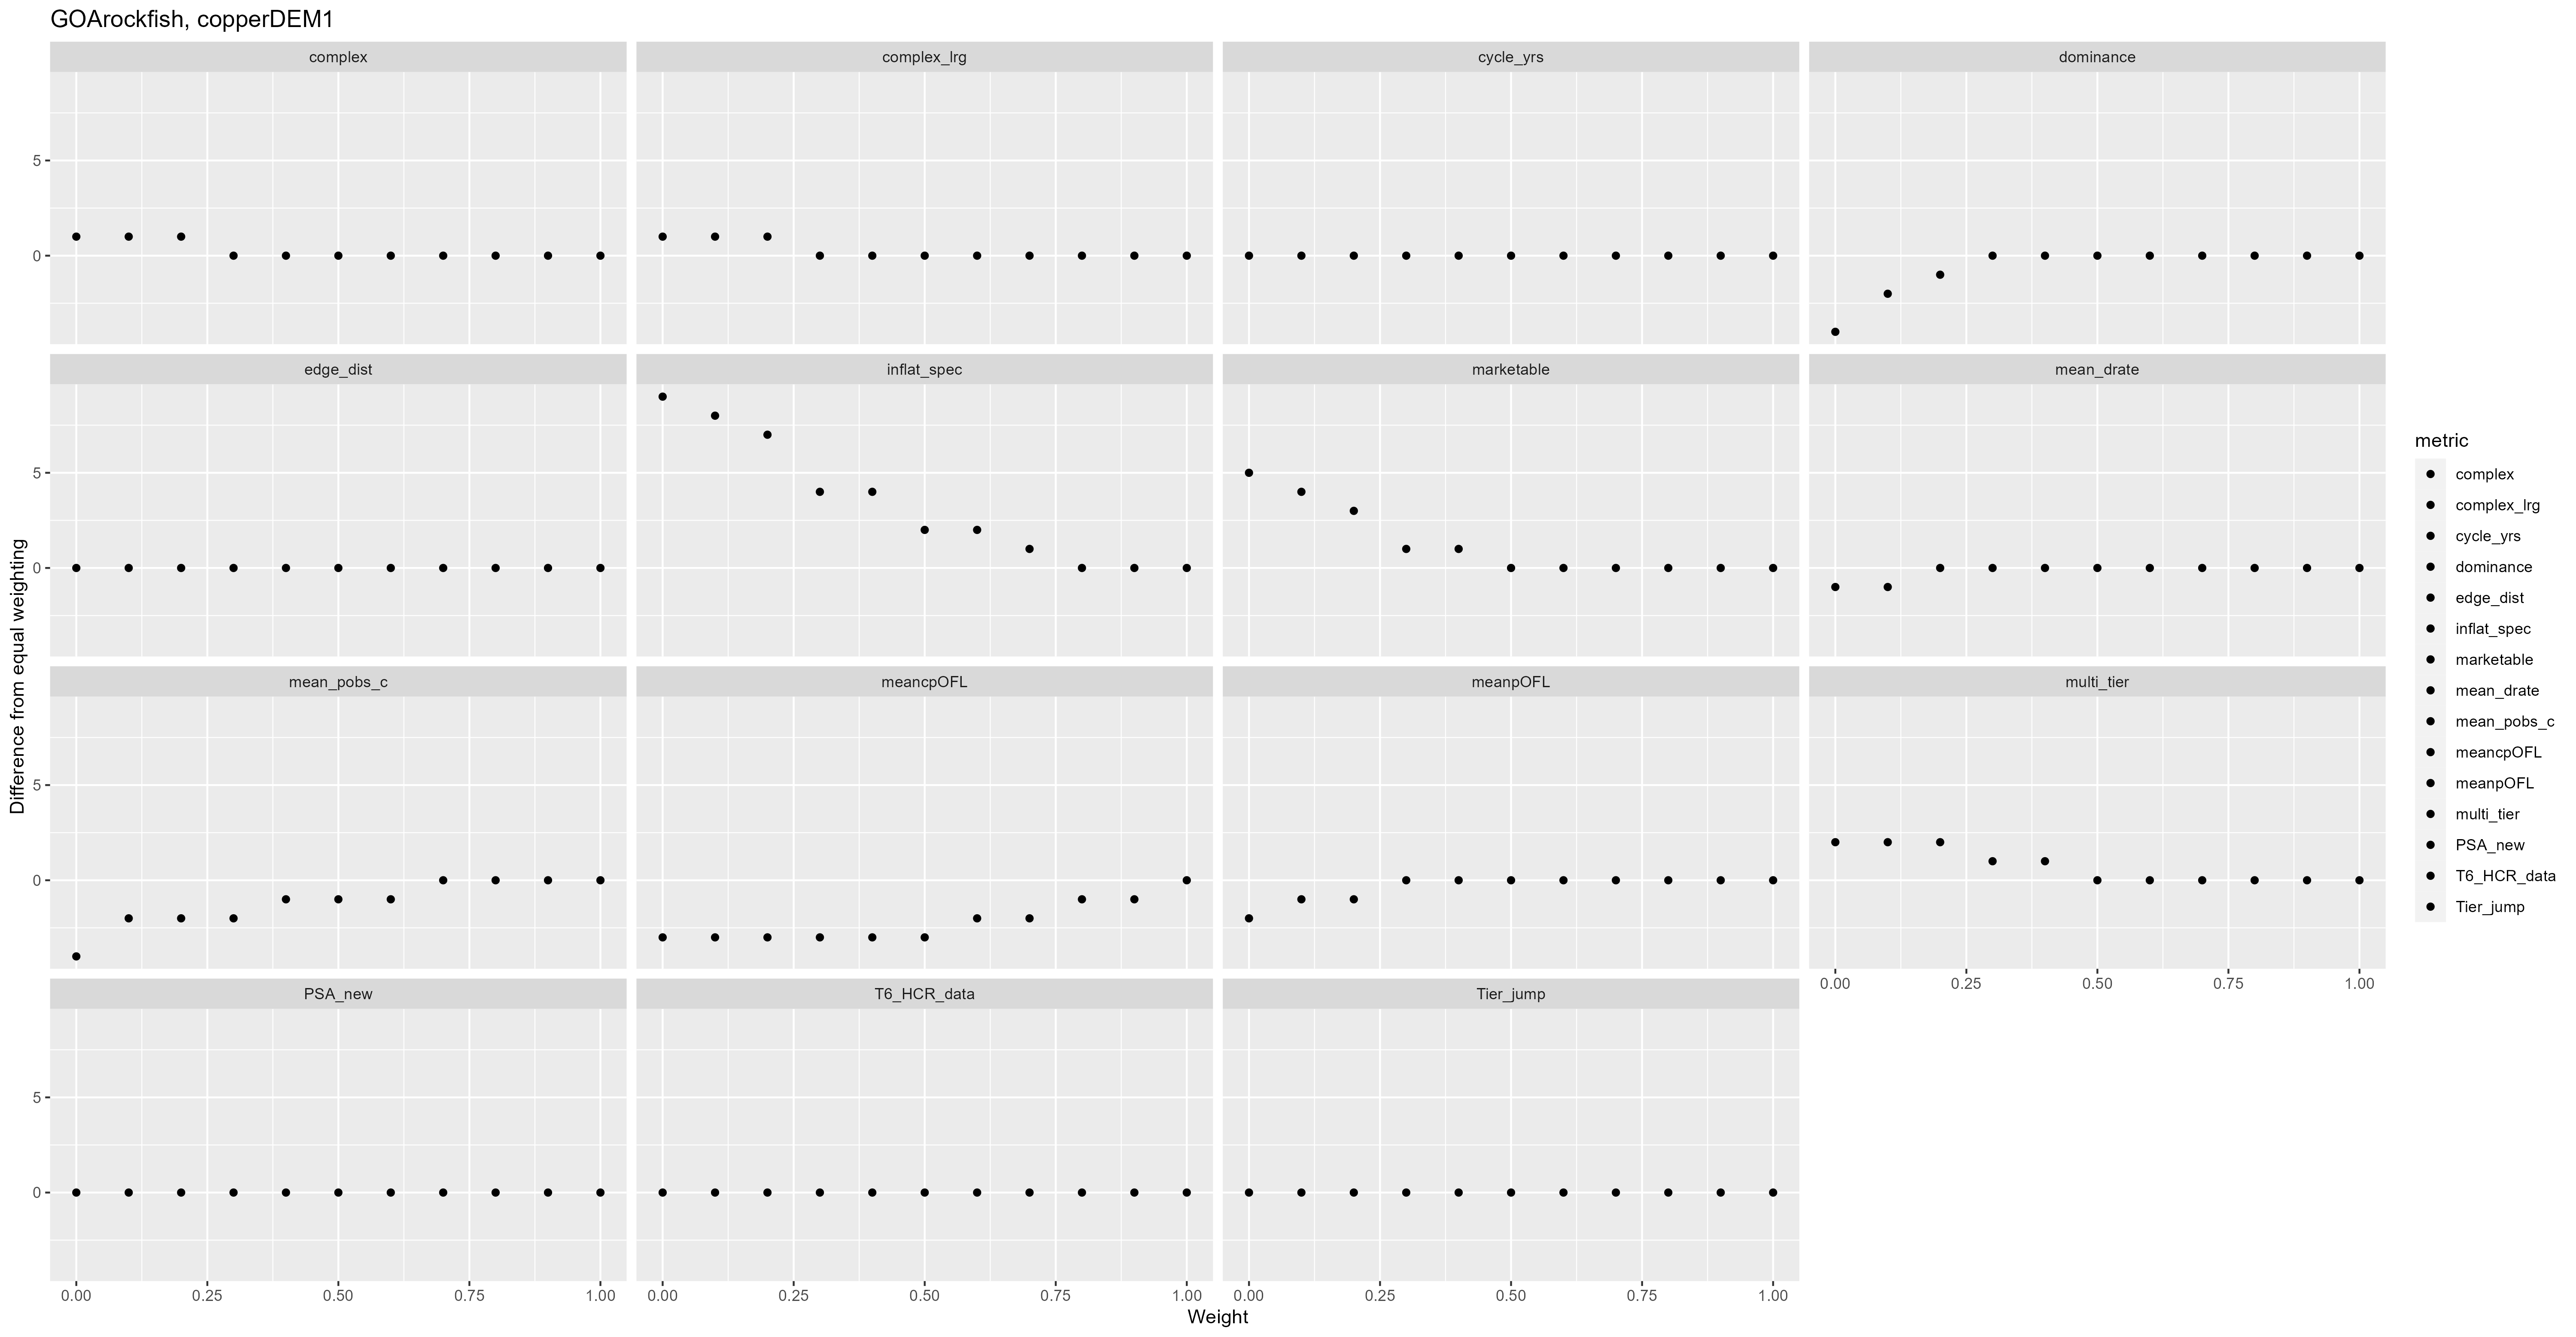 GOArockfish, copperDEM1
complex complex_lrg cycle_yrs dominance
5
0
edge_dist inflat_spec marketable mean_drate
5
0
mean_pobs_c meancpOFL meanpOFL multi_tier
5
0
0.00 0.25 0.50 0.75 1.00
PSA_new T6_HCR_data Tier_jump
5
0
0.00 0.25 0.50 0.75 1.00 0.00 0.25 0.50 0.75 1.00 0.00 0.25 0.50 0.75 1.00
Weight
Difference from equal weighting
metric
complex
complex_lrg
cycle_yrs
dominance
edge_dist
inflat_spec
marketable
mean_drate
mean_pobs_c
meancpOFL
meanpOFL
multi_tier
PSA_new
T6_HCR_data
Tier_jump